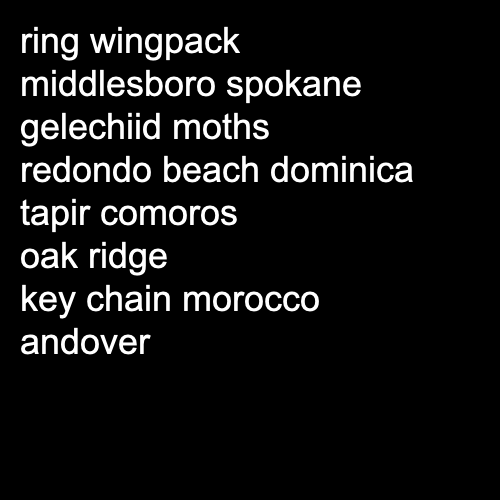 ring wingpack
middlesboro spokane
gelechiid moths
redondo beach dominica
tapir comoros
oak ridge
key chain morocco
andover